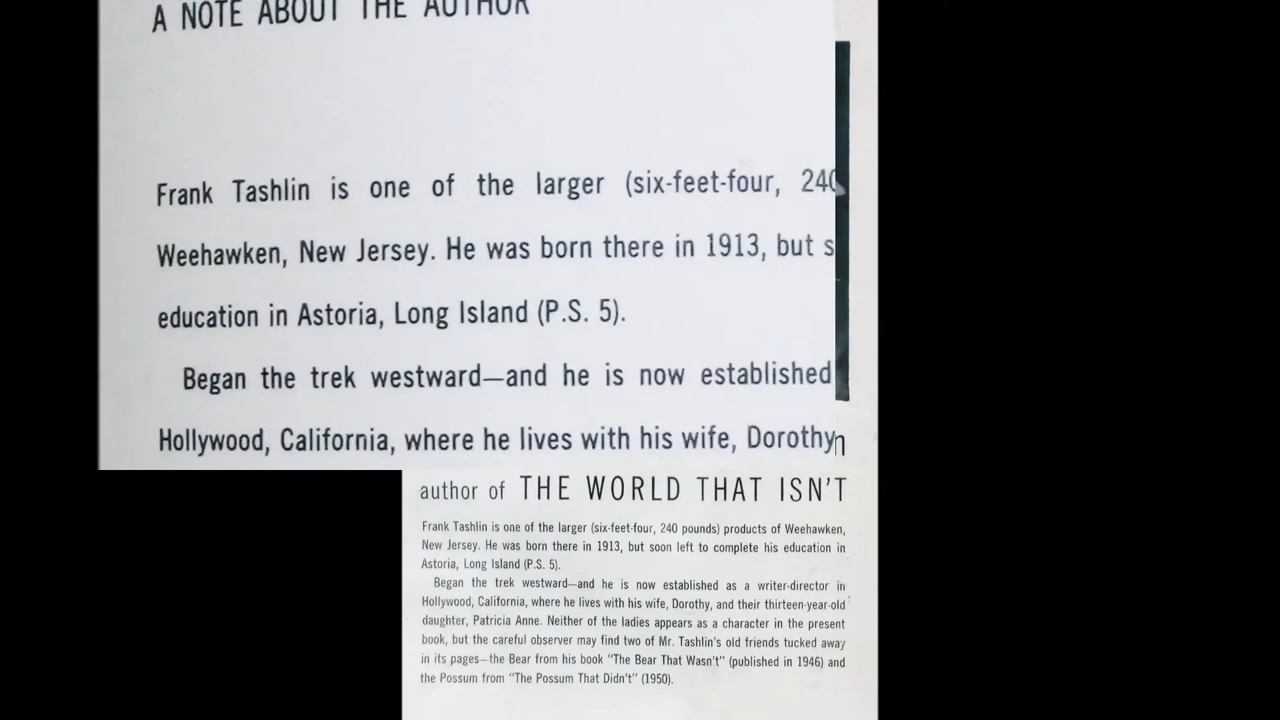 A NOTE ABOUT THE AUTHOR
Frank Tashlin is one of the larger (six-feet-four, 240
Weehawken, New Jersey. He was born there in 1913, but s
education in Astoria, Long Island (P.S. 5).
Began the trek westward—and he is now established
Hollywood, California, where he lives with his wife, Dorothy
n
author of THE WORLD THAT ISN'T
Frank Tashlin is one of the larger (six-feet-four, 240 pounds) products of Weehawken,
New Jersey. He was born there in 1913, but soon left to complete his education in
Astoria, Long Island (P.S. 5).
Began the trek westward—and he is now established as a writer-director in
Hollywood, California, where he lives with his wife, Dorothy, and their thirteen-year-old
daughter, Patricia Anne. Neither of the ladies appears as a character in the present
book, but the careful observer may find two of Mr. Tashlin's old friends tucked away
in its pages—the Bear from his book "The Bear That Wasn't" (published in 1946) and
the Possum from "The Possum That Didn't" (1950).